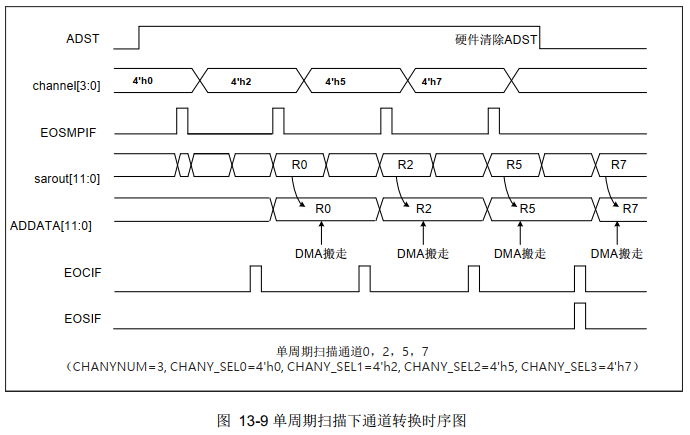 ADST
硬件清除ADST
channel[3:0]
4'h0
4'h2
4'h5
4'h7
EOSMPIF
sarout[11:0]
R0
R2
R5
R7
ADDATA[11:0]
R0
R2
R5
R7
DMA搬走
DMA搬走
DMA搬走
DMA搬走
EOCIF
EOSIF
单周期扫描通道0，2，5，7
（CHANYNUM=3, CHANY_SEL0=4'h0, CHANY_SEL1=4'h2, CHANY_SEL2=4'h5, CHANY_SEL3=4'h7）
图 13-9 单周期扫描下通道转换时序图